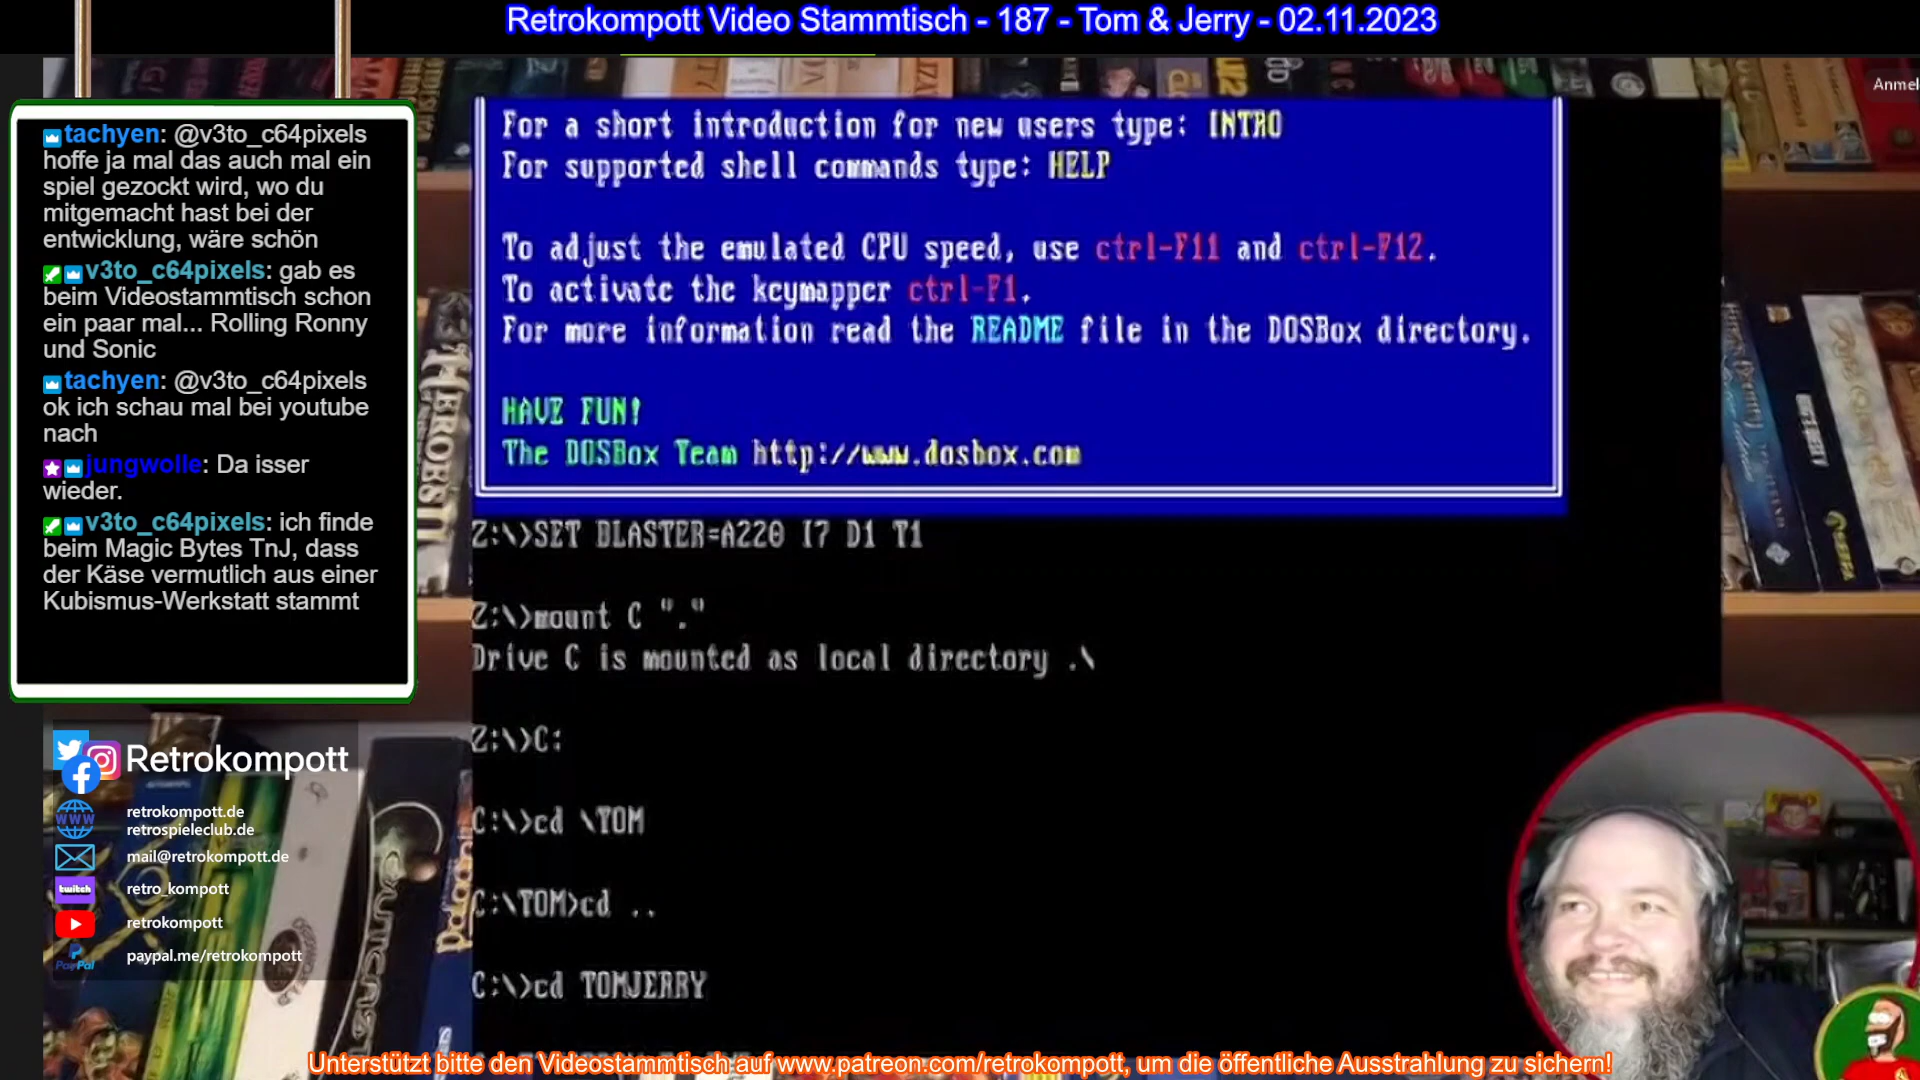 Retrokompott Video Stammtisch - 187 - Tom & Jerry - 02.11.2023
Anmel
tachyen: @v3to_c64pixels
hoffe ja mal das auch mal ein
spiel gezockt wird, wo du
mitgemacht hast bei der
entwicklung, wäre schön
v3to_c64pixels: gab es
beim Videostammtisch schon
ein paar mal... Rolling Ronny
und Sonic
tachyen: @v3to_c64pixels
ok ich schau mal bei youtube
nach
jungwolle: Da isser
wieder.
v3to_c64pixels: ich finde
beim Magic Bytes TnJ, dass
der Käse vermutlich aus einer
Kubismus-Werkstatt stammt
For a short introduction for new users type: INTRO
For supported shell commands type: HELP
To adjust the emulated CPU speed, use ctrl-F11 and ctrl-F12.
To activate the keymapper ctrl-F1.
For more information read the README file in the DOSBox directory.
HAVE FUN!
The DOSBox Team http://www.dosbox.com
Z:\>SET BLASTER=A220 I7 D1 T1
Z:\>mount C "."
Drive C is mounted as local directory .\
Z:\>C:
C:\>cd \TOM
C:\TOM>cd ..
C:\>cd TOMJERRY
Retrokompott
www
retrokompott.de
retrospieleclub.de
mail@retrokompott.de
twitch
retro_kompott
retrokompott
PayPal
paypal.me/retrokompott
Unterstützt bitte den Videostammtisch auf www.patreon.com/retrokompott, um die öffentliche Ausstrahlung zu sichern!